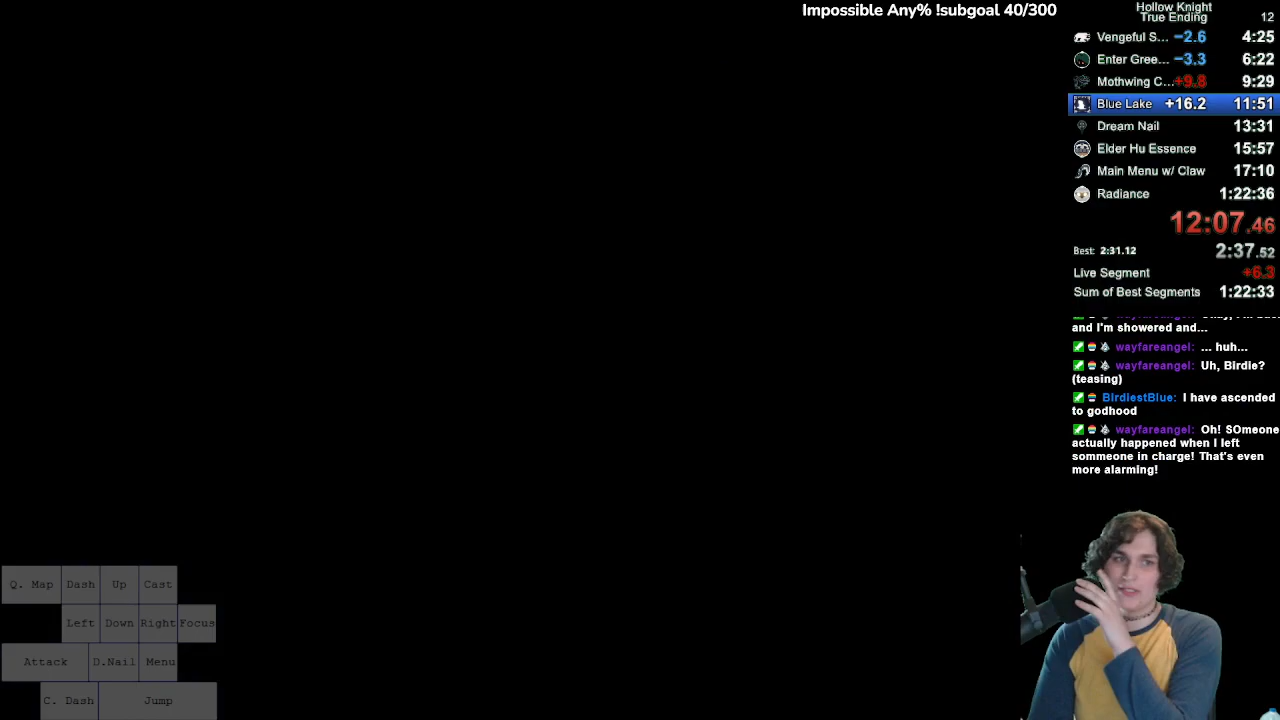 Impossible Any% !subgoal 40/300
Hollow Knight
True Ending 12
Vengeful S... −2.6 4:25
Enter Gree... −3.3 6:22
Mothwing C... +9.8 9:29
Blue Lake +16.2 11:51
Dream Nail 13:31
Elder Hu Essence 15:57
Main Menu w/ Claw 17:10
Radiance 1:22:36
12:07.46
Best: 2:31.12 2:37.52
Live Segment +6.3
Sum of Best Segments 1:22:33
and I'm showered and...
wayfareangel: ... huh...
wayfareangel: Uh, Birdie?
(teasing)
BirdiestBlue: I have ascended
to godhood
wayfareangel: Oh! SOmeone
actually happened when I left
sommeone in charge! That's even
more alarming!
Q. Map Dash Up Cast
Left Down Right Focus
Attack D.Nail Menu
C. Dash Jump